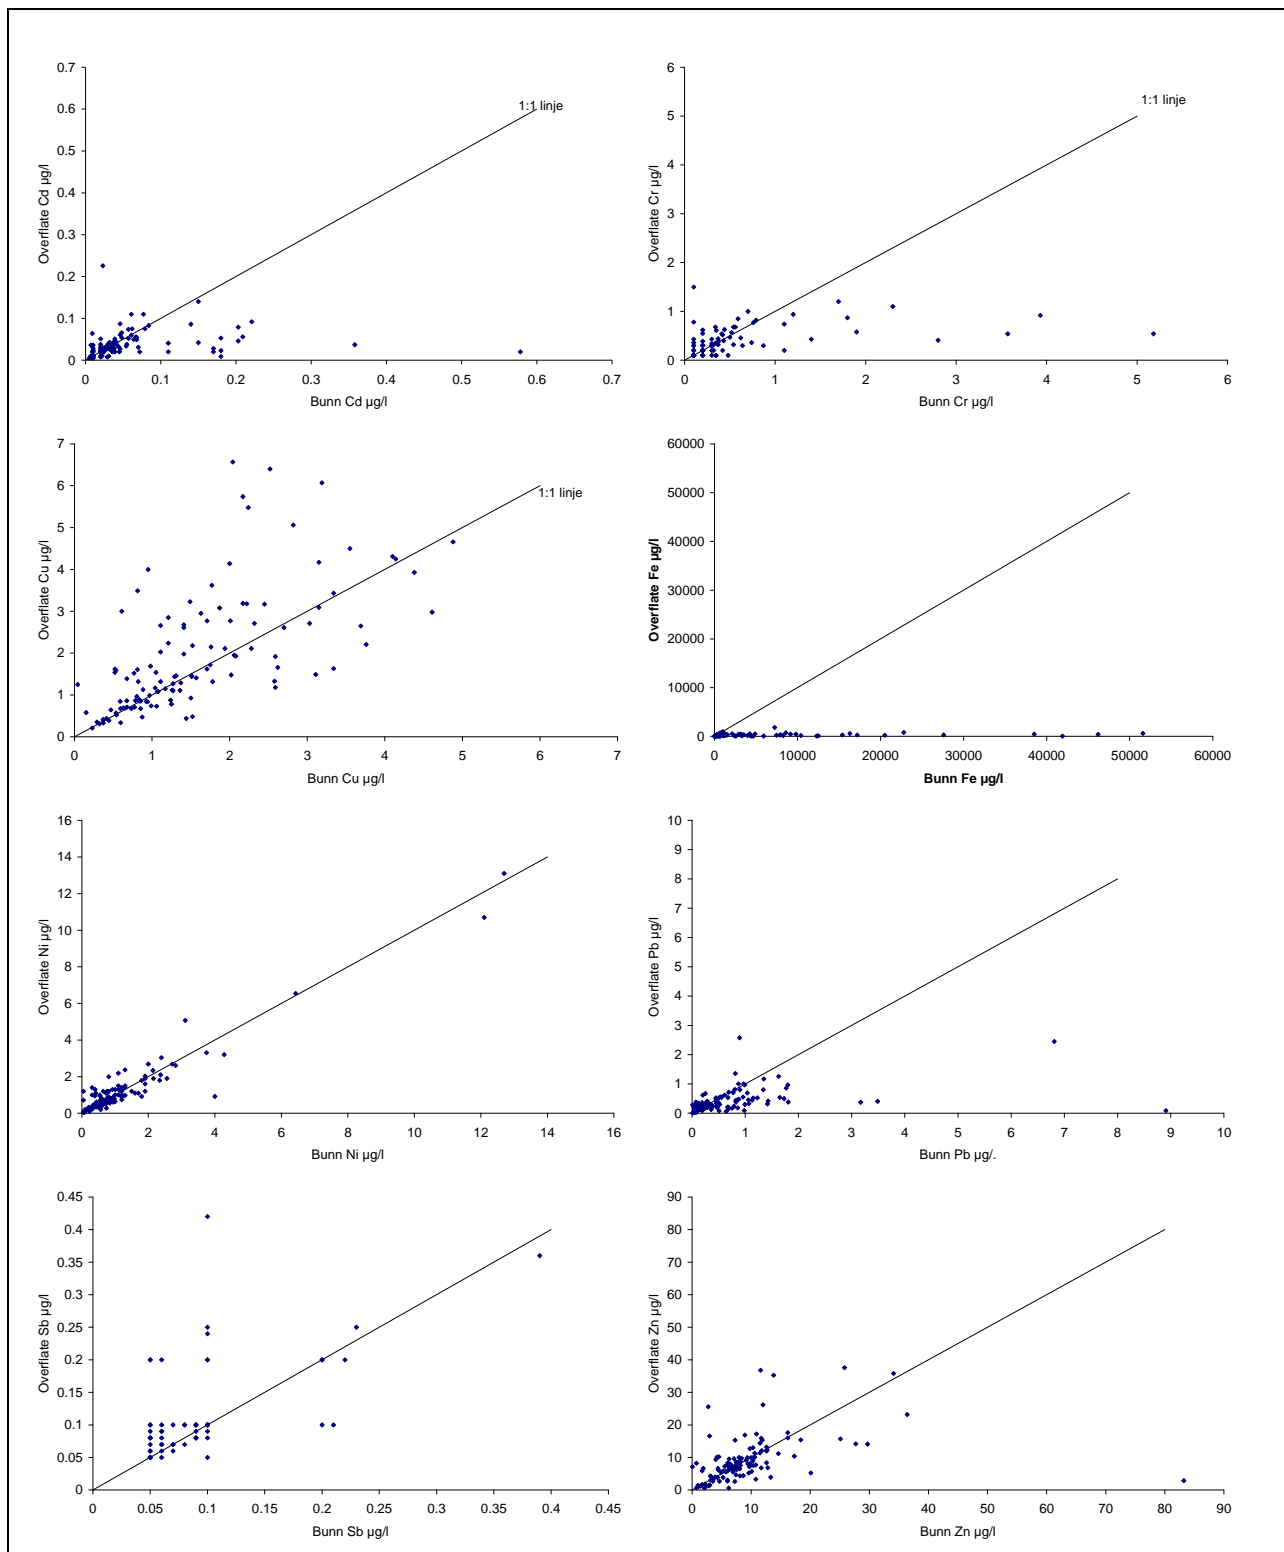 0.7
0.6
0.5
0.4
0.3
0.2
0.1
0
Overflate Cd µg/l
1:1 linje
0 0.1 0.2 0.3 0.4 0.5 0.6 0.7
Bunn Cd µg/l
6
5
4
3
2
1
0
Overflate Cr µg/l
1:1 linje
0 1 2 3 4 5 6
Bunn Cr µg/l
7
6
5
4
3
2
1
0
Overflate Cu µg/l
1:1 linje
0 1 2 3 4 5 6 7
Bunn Cu µg/l
60000
50000
40000
30000
20000
10000
0
Overflate Fe µg/l
0 10000 20000 30000 40000 50000 60000
Bunn Fe µg/l
16
14
12
10
8
6
4
2
0
Overflate Ni µg/l
0 2 4 6 8 10 12 14 16
Bunn Ni µg/l
10
9
8
7
6
5
4
3
2
1
0
Overflate Pb µg/l
0 1 2 3 4 5 6 7 8 9 10
Bunn Pb µg/.
0.45
0.4
0.35
0.3
0.25
0.2
0.15
0.1
0.05
0
Overflate Sb µg/l
0 0.05 0.1 0.15 0.2 0.25 0.3 0.35 0.4 0.45
Bunn Sb µg/l
90
80
70
60
50
40
30
20
10
0
Overflate Zn µg/l
0 10 20 30 40 50 60 70 80 90
Bunn Zn µg/l